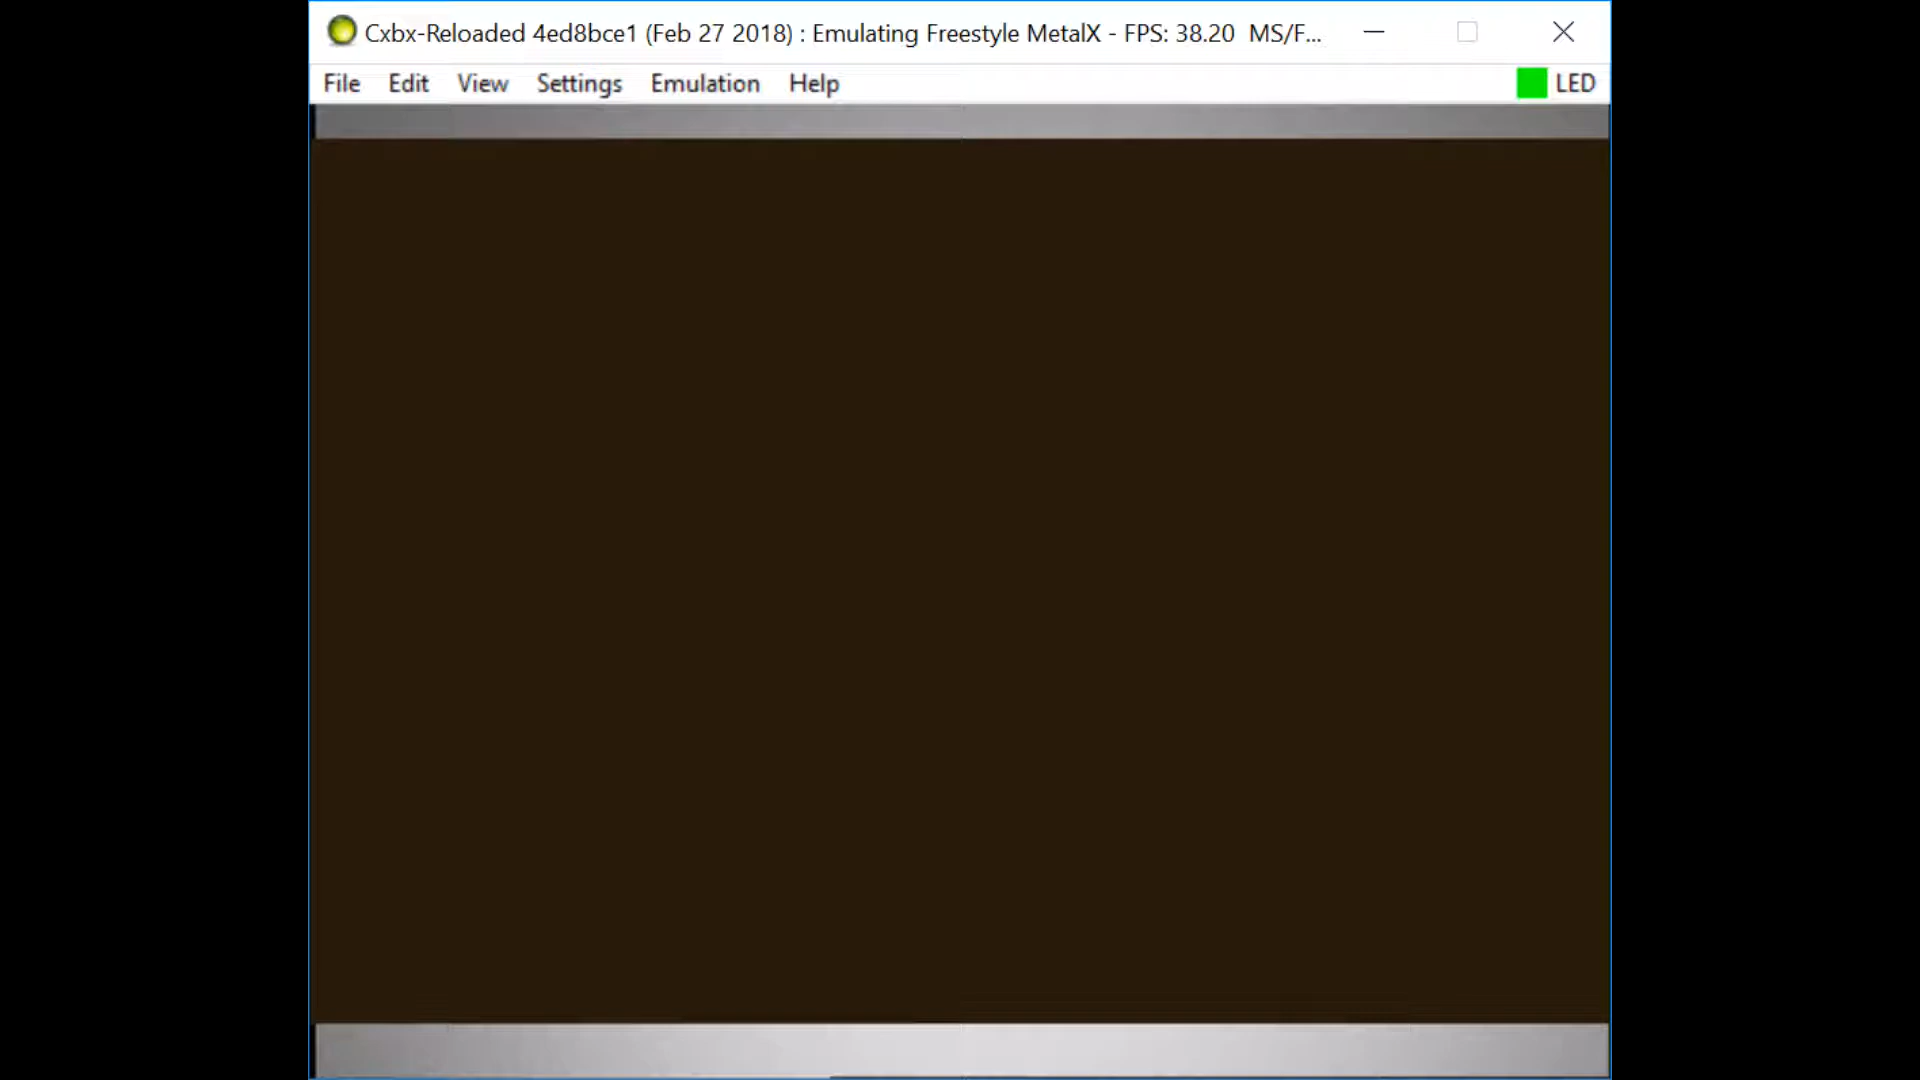 Cxbx-Reloaded 4ed8bce1 (Feb 27 2018) : Emulating Freestyle MetalX - FPS: 38.20 MS/F...
File Edit View Settings Emulation Help LED